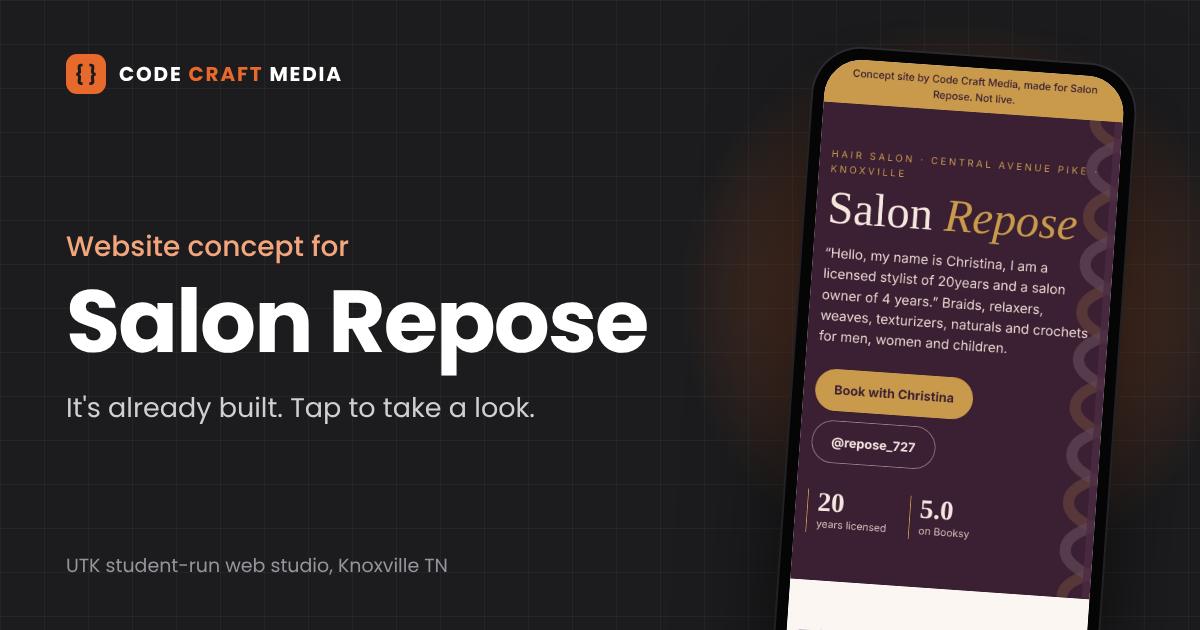 { } CODE CRAFT MEDIA
Website concept for
Salon Repose
It's already built. Tap to take a look.
UTK student-run web studio, Knoxville TN
Concept site by Code Craft Media, made for Salon
Repose. Not live.
HAIR SALON · CENTRAL AVENUE PIKE ·
KNOXVILLE
Salon Repose
“Hello, my name is Christina, I am a
licensed stylist of 20years and a salon
owner of 4 years.” Braids, relaxers,
weaves, texturizers, naturals and crochets
for men, women and children.
Book with Christina
@repose_727
20
years licensed
5.0
on Booksy